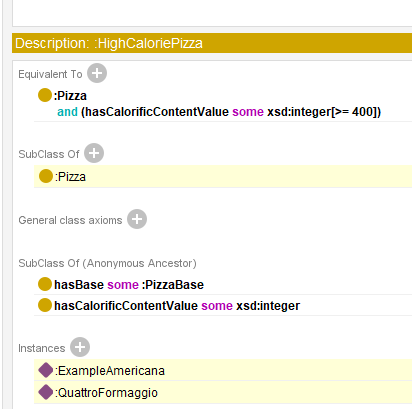 Description: :HighCaloriePizza
Equivalent To
:Pizza
and (hasCalorificContentValue some xsd:integer[>= 400])
SubClass Of
:Pizza
General class axioms
SubClass Of (Anonymous Ancestor)
hasBase some :PizzaBase
hasCalorificContentValue some xsd:integer
Instances
:ExampleAmericana
:QuattroFormaggio